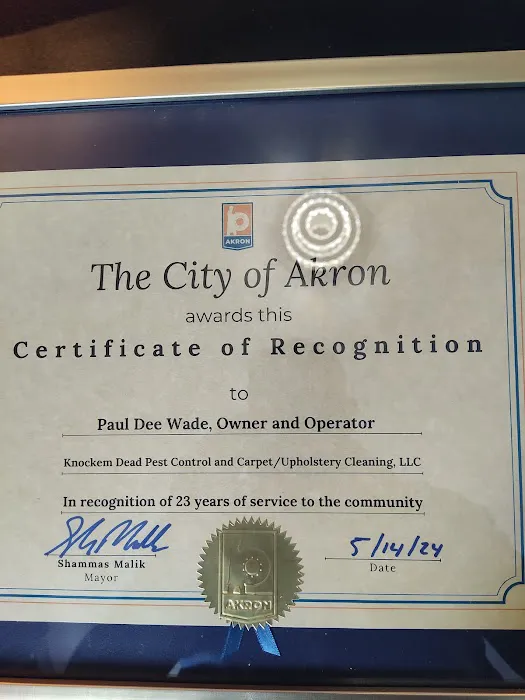 AKRON
The City of Akron
awards this
Certificate of Recognition
to
Paul Dee Wade, Owner and Operator
Knockem Dead Pest Control and Carpet/Upholstery Cleaning, LLC
In recognition of 23 years of service to the community
Shammas Malik
Mayor
5/14/24
Date
AKRON